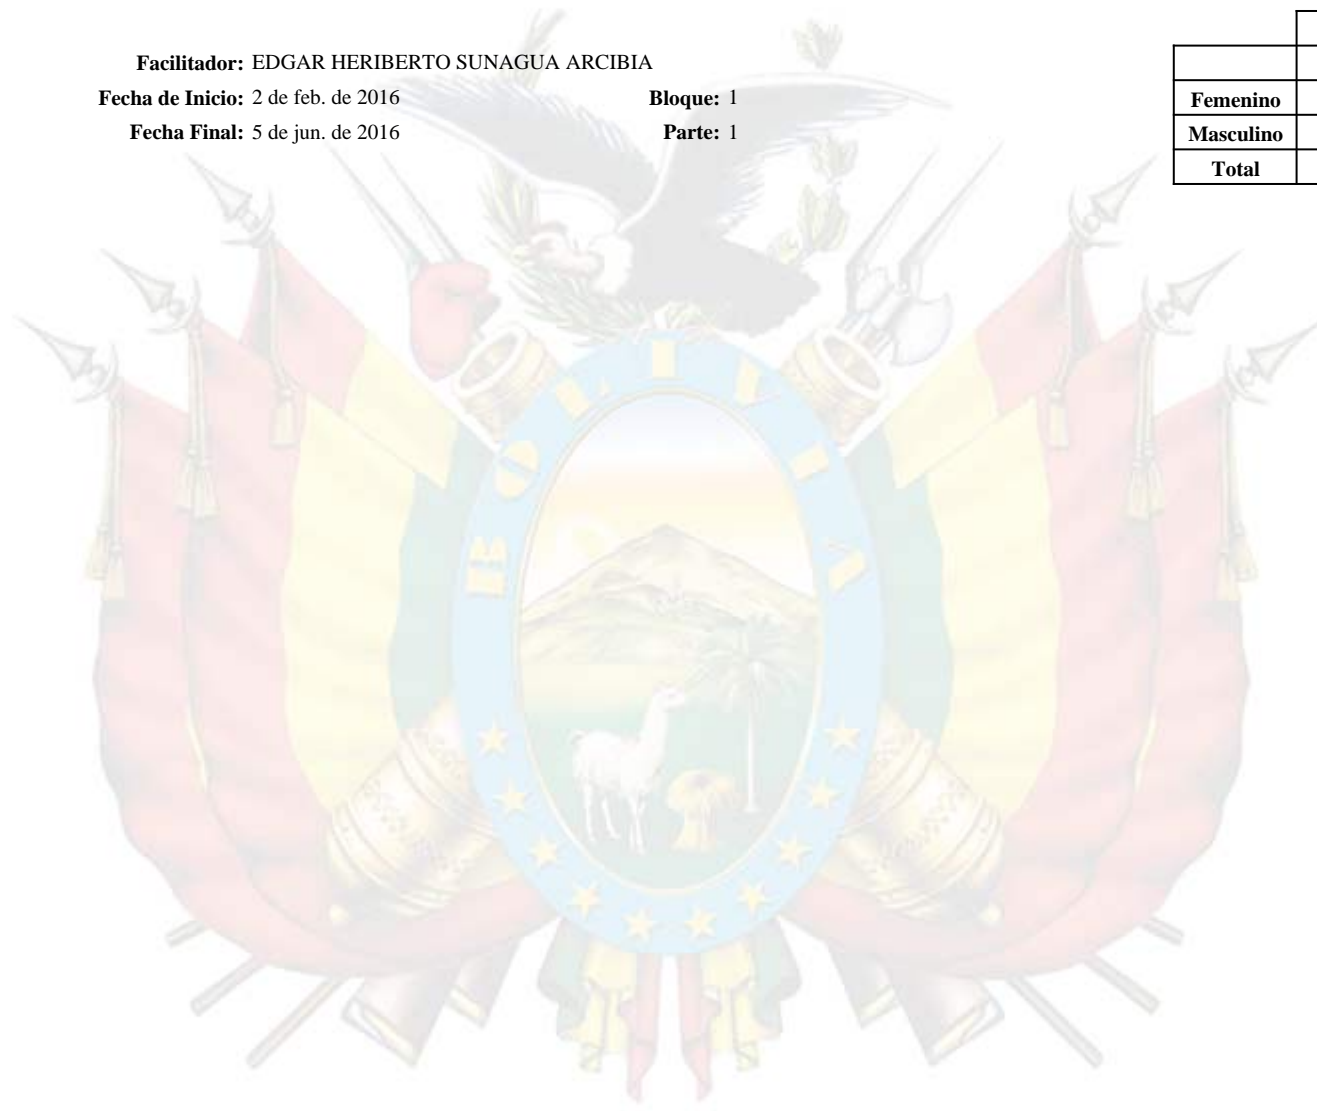 Facilitador: EDGAR HERIBERTO SUNAGUA ARCIBIA
Fecha de Inicio: 2 de feb. de 2016 Bloque: 1
Fecha Final: 5 de jun. de 2016 Parte: 1
Femenino
Masculino
Total
BOLIVIA